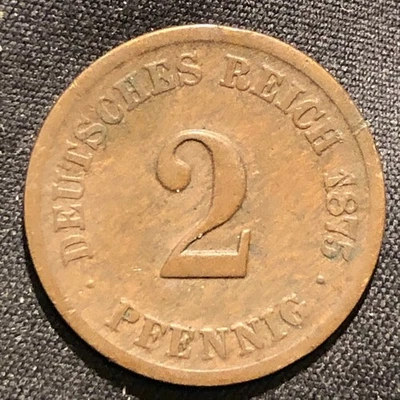 DEUTSCHES REICH 1875
2
· PFENNIG ·